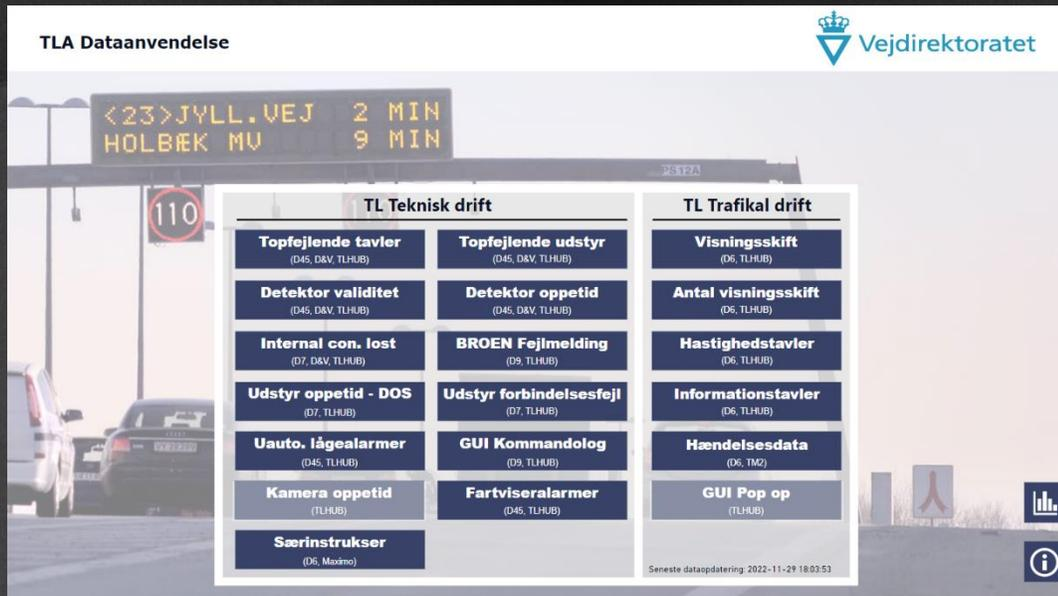 TLA Dataanvendelse
Vejdirektoratet
<23>JYLL.VEJ 2 MIN
HOLBÆK MV 9 MIN
PS12A
110
TL Teknisk drift
Topfejlende tavler
(D45, D&V, TLHUB)
Topfejlende udstyr
(D45, D&V, TLHUB)
Detektor validitet
(D45, D&V, TLHUB)
Detektor oppetid
(D45, D&V, TLHUB)
Internal con. lost
(D7, D&V, TLHUB)
BROEN Fejlmelding
(D9, TLHUB)
Udstyr oppetid - DOS
(D7, TLHUB)
Udstyr forbindelsesfejl
(D7, TLHUB)
Uauto. lågealarmer
(D45, TLHUB)
GUI Kommandolog
(D9, TLHUB)
Kamera oppetid
(TLHUB)
Fartviseralarmer
(D45, TLHUB)
Særinstrukser
(D6, Maximo)
TL Trafikal drift
Visningsskift
(D6, TLHUB)
Antal visningsskift
(D6, TLHUB)
Hastighedstavler
(D6, TLHUB)
Informationstavler
(D6, TLHUB)
Hændelsesdata
(D6, TM2)
GUI Pop op
(TLHUB)
Seneste dataopdatering: 2022-11-29 18:03:53